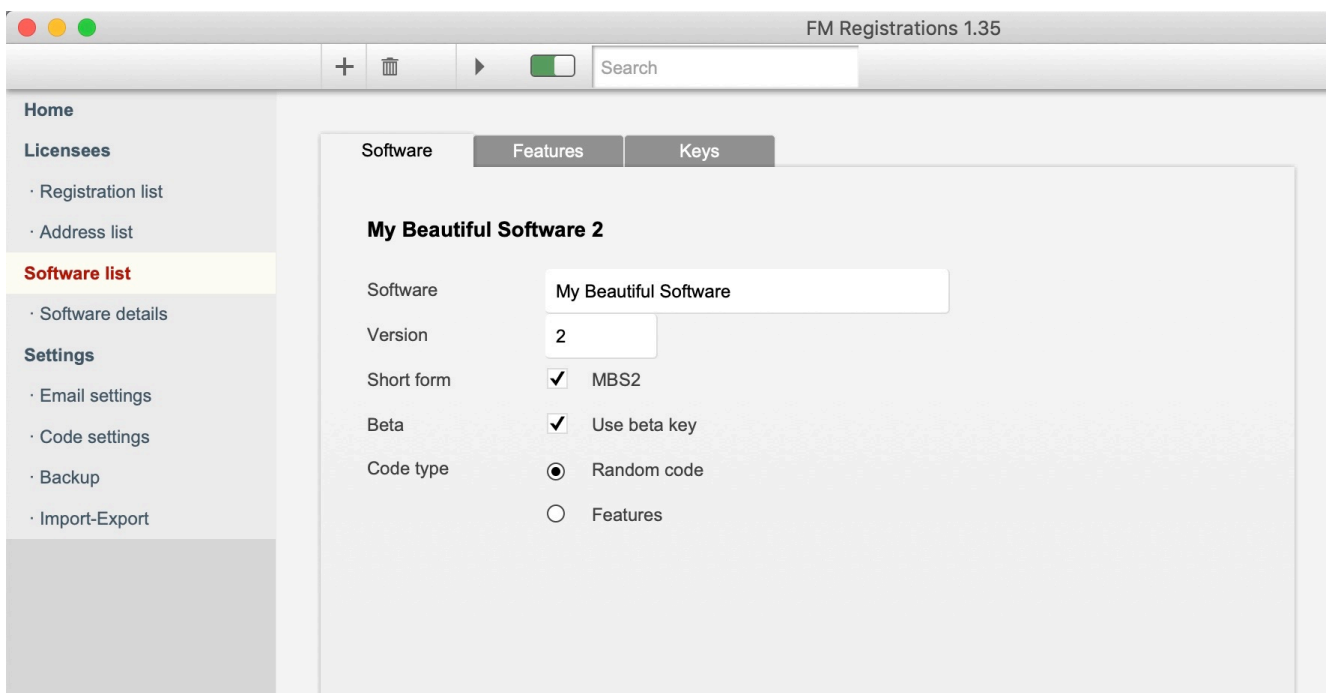 FM Registrations 1.35
Search
Home
Licensees
· Registration list
· Address list
Software list
· Software details
Settings
· Email settings
· Code settings
· Backup
· Import-Export
Software Features Keys
My Beautiful Software 2
Software My Beautiful Software
Version 2
Short form MBS2
Beta Use beta key
Code type Random code
Features